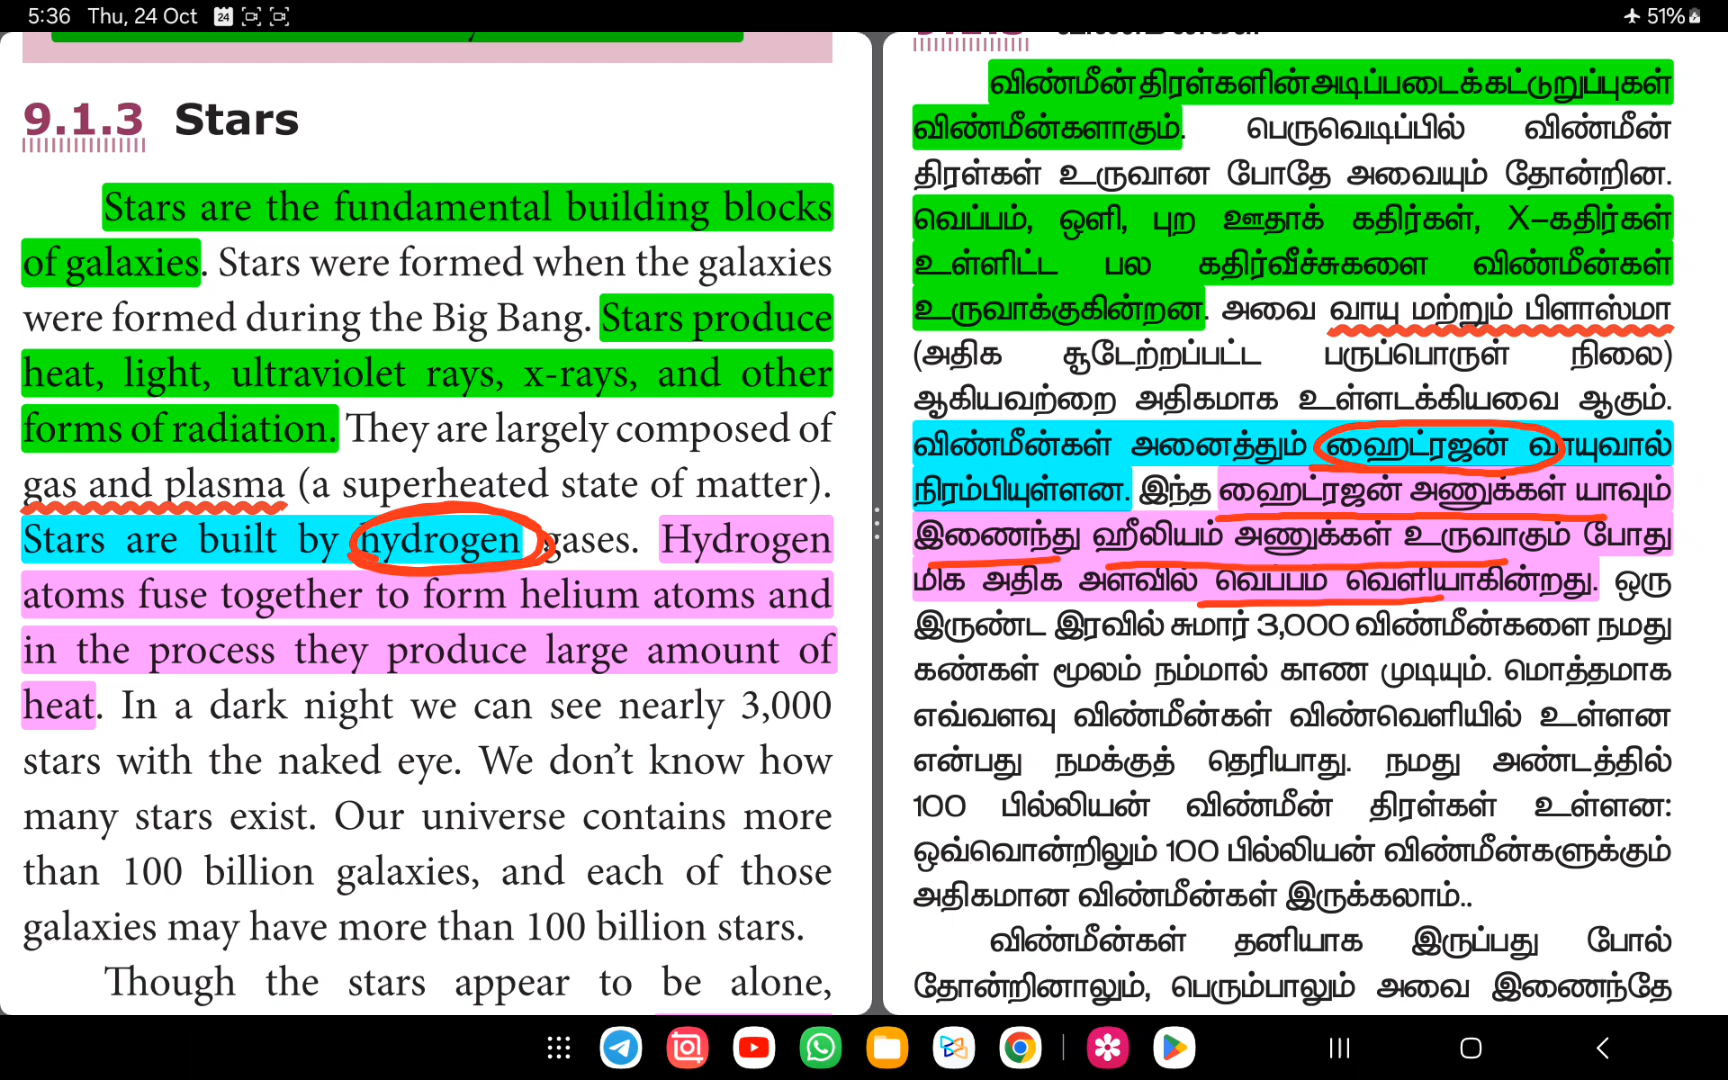 5:36 Thu, 24 Oct 24
51%
9.1.3 Stars
Stars are the fundamental building blocks
of galaxies. Stars were formed when the galaxies
were formed during the Big Bang. Stars produce
heat, light, ultraviolet rays, x-rays, and other
forms of radiation. They are largely composed of
gas and plasma (a superheated state of matter).
Stars are built by hydrogen gases. Hydrogen
atoms fuse together to form helium atoms and
in the process they produce large amount of
heat. In a dark night we can see nearly 3,000
stars with the naked eye. We don’t know how
many stars exist. Our universe contains more
than 100 billion galaxies, and each of those
galaxies may have more than 100 billion stars.
Though the stars appear to be alone,
விண்மீன் திரள்களின் அடிப்படைக் கட்டுறுப்புகள்
விண்மீன்களாகும். பெருவெடிப்பில் விண்மீன்
திரள்கள் உருவான போதே அவையும் தோன்றின.
வெப்பம், ஒளி, புற ஊதாக் கதிர்கள், X–கதிர்கள்
உள்ளிட்ட பல கதிர்வீச்சுகளை விண்மீன்கள்
உருவாக்குகின்றன. அவை வாயு மற்றும் பிளாஸ்மா
(அதிக சூடேற்றப்பட்ட பருப்பொருள் நிலை)
ஆகியவற்றை அதிகமாக உள்ளடக்கியவை ஆகும்.
விண்மீன்கள் அனைத்தும் ஹைட்ரஜன் வாயுவால்
நிரம்பியுள்ளன. இந்த ஹைட்ரஜன் அணுக்கள் யாவும்
இணைந்து ஹீலியம் அணுக்கள் உருவாகும் போது
மிக அதிக அளவில் வெப்பம் வெளியாகின்றது. ஒரு
இருண்ட இரவில் சுமார் 3,000 விண்மீன்களை நமது
கண்கள் மூலம் நம்மால் காண முடியும். மொத்தமாக
எவ்வளவு விண்மீன்கள் விண்வெளியில் உள்ளன
என்பது நமக்குத் தெரியாது. நமது அண்டத்தில்
100 பில்லியன் விண்மீன் திரள்கள் உள்ளன:
ஒவ்வொன்றிலும் 100 பில்லியன் விண்மீன்களுக்கும்
அதிகமான விண்மீன்கள் இருக்கலாம்..
விண்மீன்கள் தனியாக இருப்பது போல்
தோன்றினாலும், பெரும்பாலும் அவை இணைந்தே